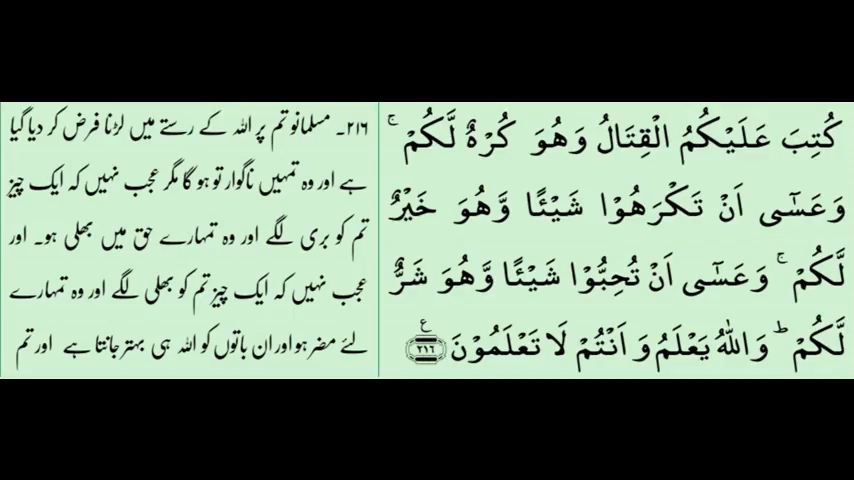 كُتِبَ عَلَيْكُمُ الْقِتَالُ وَهُوَ كُرْهٌ لَّكُمْ ۚ
وَعَسٰٓى اَنْ تَكْرَهُوْا شَيْـًٔا وَّهُوَ خَيْرٌ
لَّكُمْ ۚ وَعَسٰٓى اَنْ تُحِبُّوْا شَيْـًٔا وَّهُوَ شَرٌّ
لَّكُمْ ؕ وَاللّٰهُ يَعْلَمُ وَاَنْتُمْ لَا تَعْلَمُوْنَ ﴿٢١٦﴾ ع
۲۱۶۔ مسلمانو تم پر اللہ کے رستے میں لڑنا فرض کر دیا گیا
ہے اور وہ تمہیں ناگوار تو ہو گا مگر عجب نہیں کہ ایک چیز
تم کو بری لگے اور وہ تمہارے حق میں بھلی ہو۔ اور
عجب نہیں کہ ایک چیز تم کو بھلی لگے اور وہ تمہارے
لئے مضر ہو اور ان باتوں کو اللہ ہی بہتر جانتا ہے اور تم